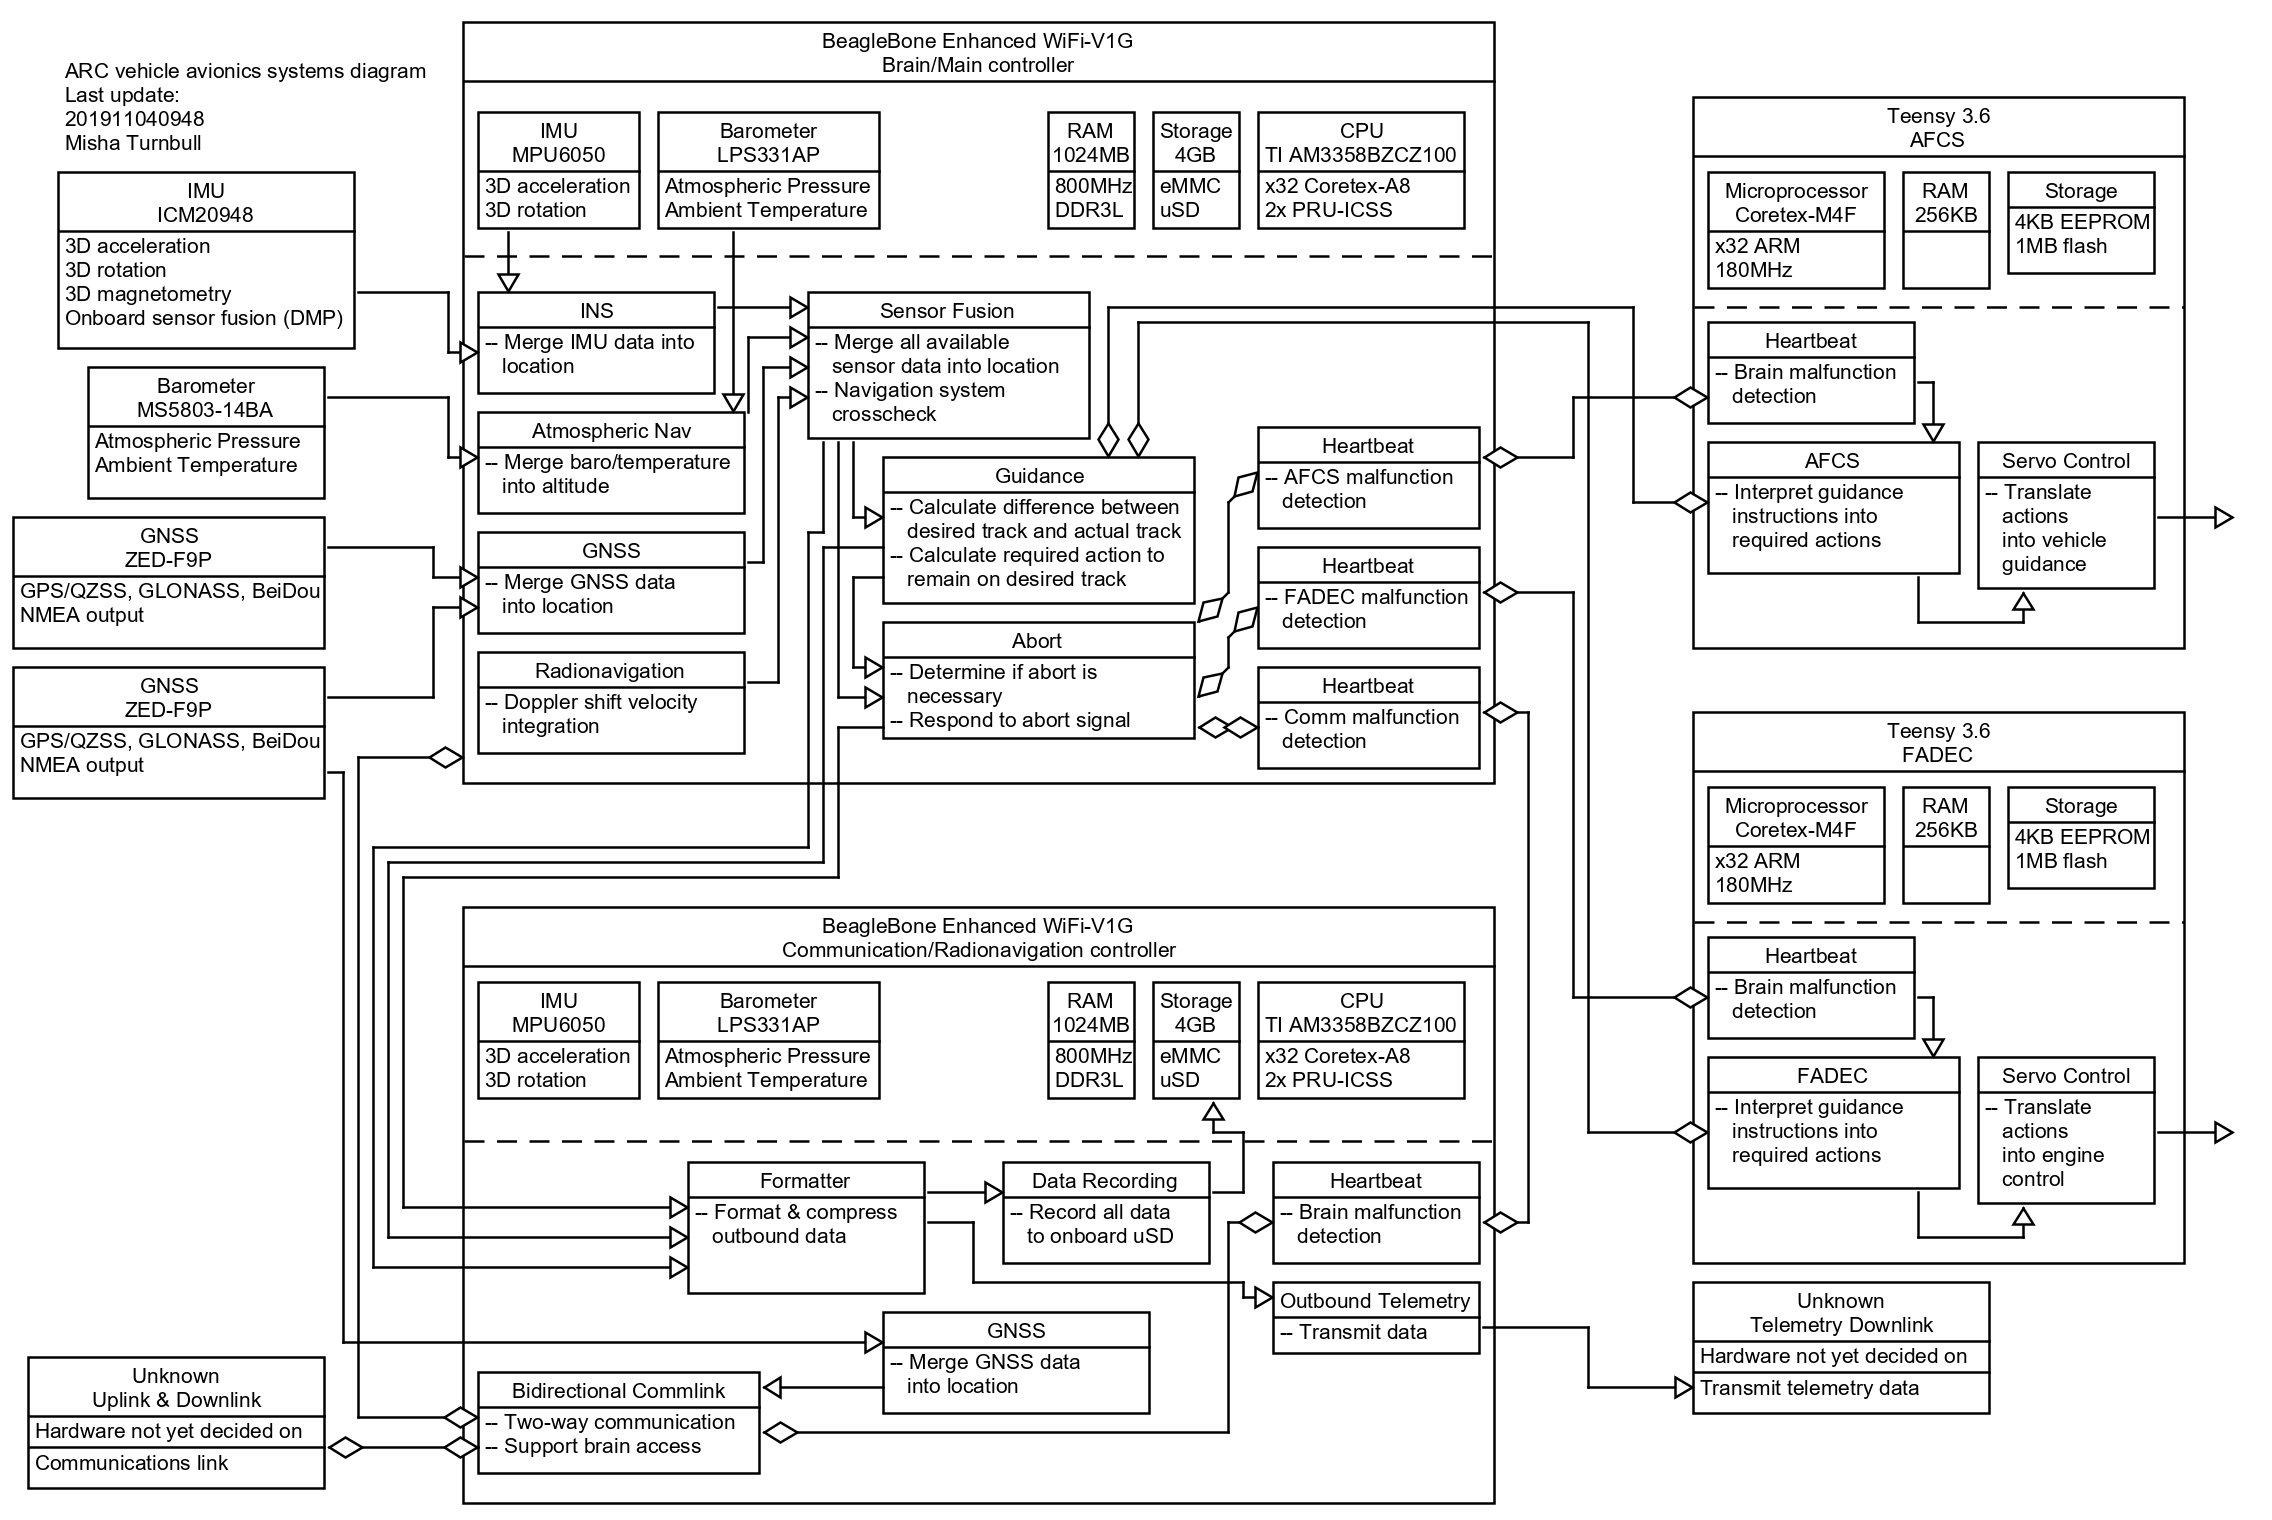 ARC vehicle avionics systems diagram
Last update:
201911040948
Misha Turnbull
IMU
ICM20948
3D acceleration
3D rotation
3D magnetometry
Onboard sensor fusion (DMP)
Barometer
MS5803-14BA
Atmospheric Pressure
Ambient Temperature
GNSS
ZED-F9P
GPS/QZSS, GLONASS, BeiDou
NMEA output
GNSS
ZED-F9P
GPS/QZSS, GLONASS, BeiDou
NMEA output
Unknown
Uplink & Downlink
Hardware not yet decided on
Communications link
BeagleBone Enhanced WiFi-V1G
Brain/Main controller
IMU
MPU6050
3D acceleration
3D rotation
Barometer
LPS331AP
Atmospheric Pressure
Ambient Temperature
RAM
1024MB
800MHz
DDR3L
Storage
4GB
eMMC
uSD
CPU
TI AM3358BZCZ100
x32 Coretex-A8
2x PRU-ICSS
INS
-- Merge IMU data into
location
Atmospheric Nav
-- Merge baro/temperature
into altitude
GNSS
-- Merge GNSS data
into location
Radionavigation
-- Doppler shift velocity
integration
Sensor Fusion
-- Merge all available
sensor data into location
-- Navigation system
crosscheck
Guidance
-- Calculate difference between
desired track and actual track
-- Calculate required action to
remain on desired track
Abort
-- Determine if abort is
necessary
-- Respond to abort signal
Heartbeat
-- AFCS malfunction
detection
Heartbeat
-- FADEC malfunction
detection
Heartbeat
-- Comm malfunction
detection
BeagleBone Enhanced WiFi-V1G
Communication/Radionavigation controller
IMU
MPU6050
3D acceleration
3D rotation
Barometer
LPS331AP
Atmospheric Pressure
Ambient Temperature
RAM
1024MB
800MHz
DDR3L
Storage
4GB
eMMC
uSD
CPU
TI AM3358BZCZ100
x32 Coretex-A8
2x PRU-ICSS
Formatter
-- Format & compress
outbound data
Data Recording
-- Record all data
to onboard uSD
Heartbeat
-- Brain malfunction
detection
Outbound Telemetry
-- Transmit data
GNSS
-- Merge GNSS data
into location
Bidirectional Commlink
-- Two-way communication
-- Support brain access
Teensy 3.6
AFCS
Microprocessor
Coretex-M4F
x32 ARM
180MHz
RAM
256KB
Storage
4KB EEPROM
1MB flash
Heartbeat
-- Brain malfunction
detection
AFCS
-- Interpret guidance
instructions into
required actions
Servo Control
-- Translate
actions
into vehicle
guidance
Teensy 3.6
FADEC
Microprocessor
Coretex-M4F
x32 ARM
180MHz
RAM
256KB
Storage
4KB EEPROM
1MB flash
Heartbeat
-- Brain malfunction
detection
FADEC
-- Interpret guidance
instructions into
required actions
Servo Control
-- Translate
actions
into engine
control
Unknown
Telemetry Downlink
Hardware not yet decided on
Transmit telemetry data